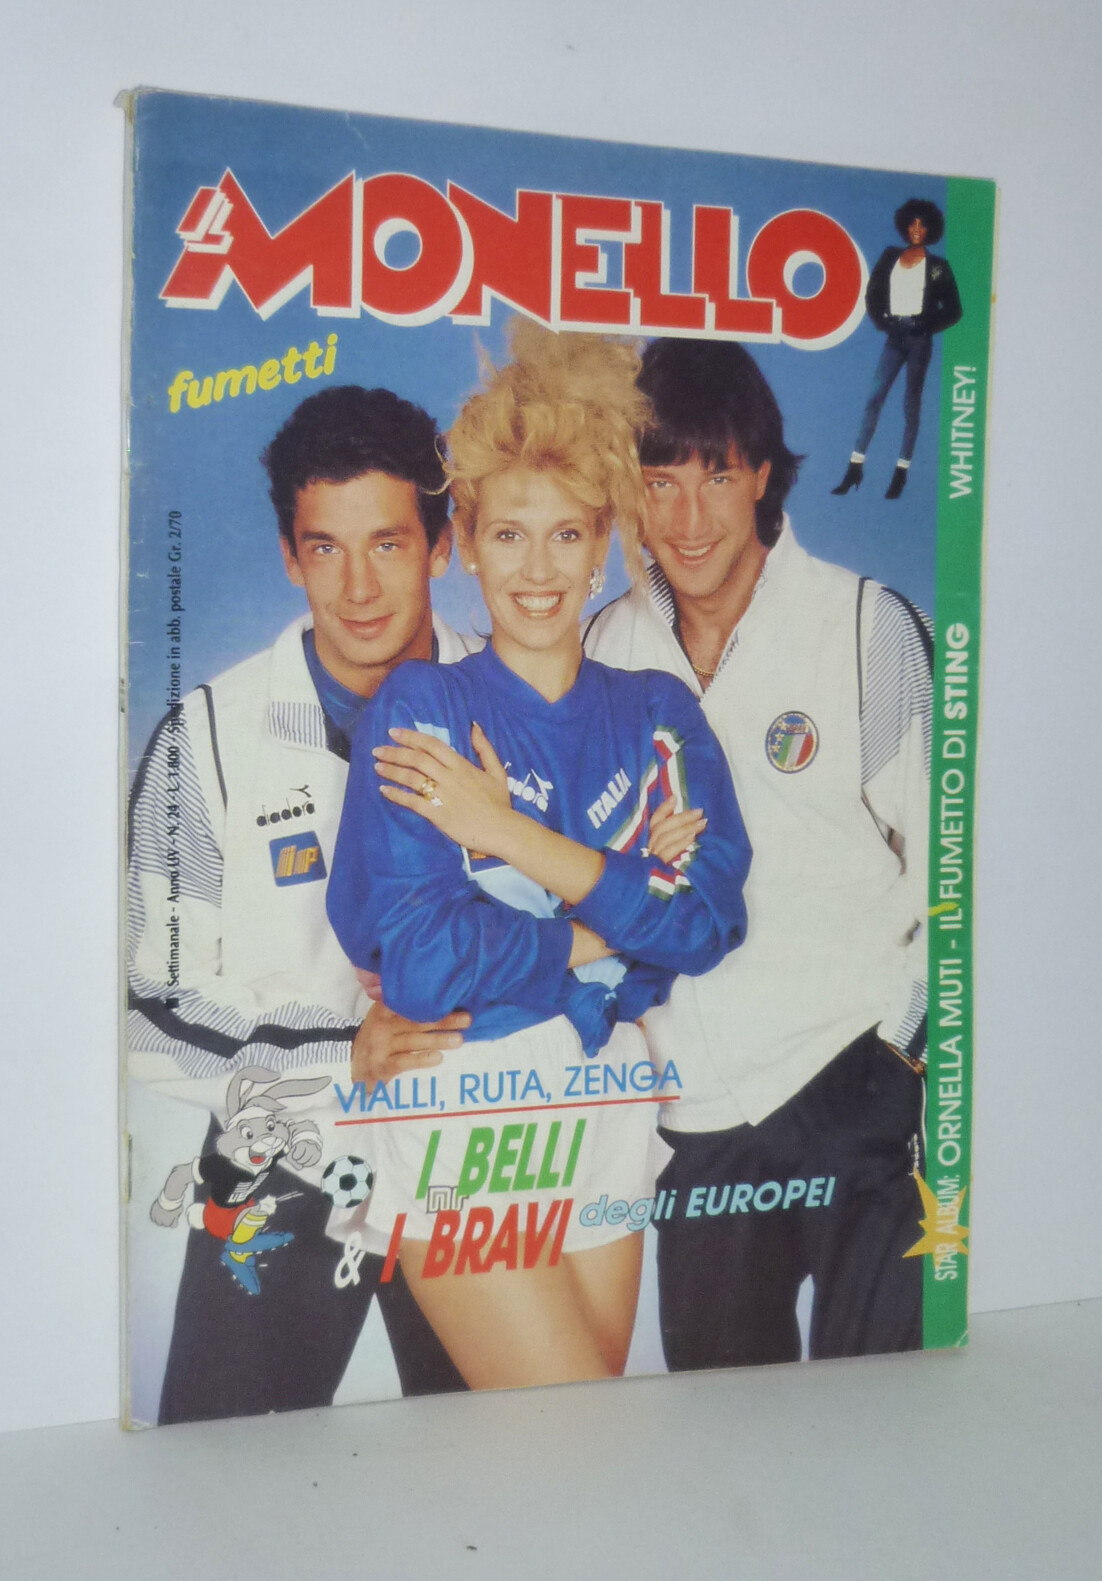 IL MONELLO
fumetti
Settimanale - Anno LIV - N. 24 - L. 1.800 Spedizione in abb. postale Gr. 2/70
diadora
diadora
ITALIA
VIALLI, RUTA, ZENGA
I BELLI
& I BRAVI degli EUROPEI
STAR ALBUM: ORNELLA MUTI - IL FUMETTO DI STING
WHITNEY!